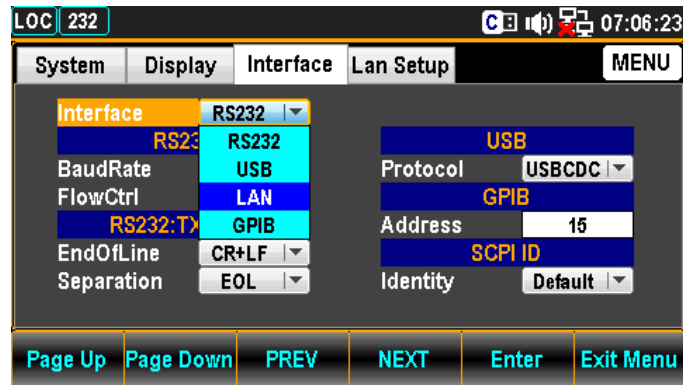 LOC 232 C 07:06:23
System Display Interface Lan Setup MENU
Interface RS232
RS232
USB
LAN
GPIB
BaudRate
FlowCtrl
RS232:TX
EndOfLine CR+LF
Separation EOL
USB
Protocol USBCDC
GPIB
Address 15
SCPI ID
Identity Default
Page Up Page Down PREV NEXT Enter Exit Menu